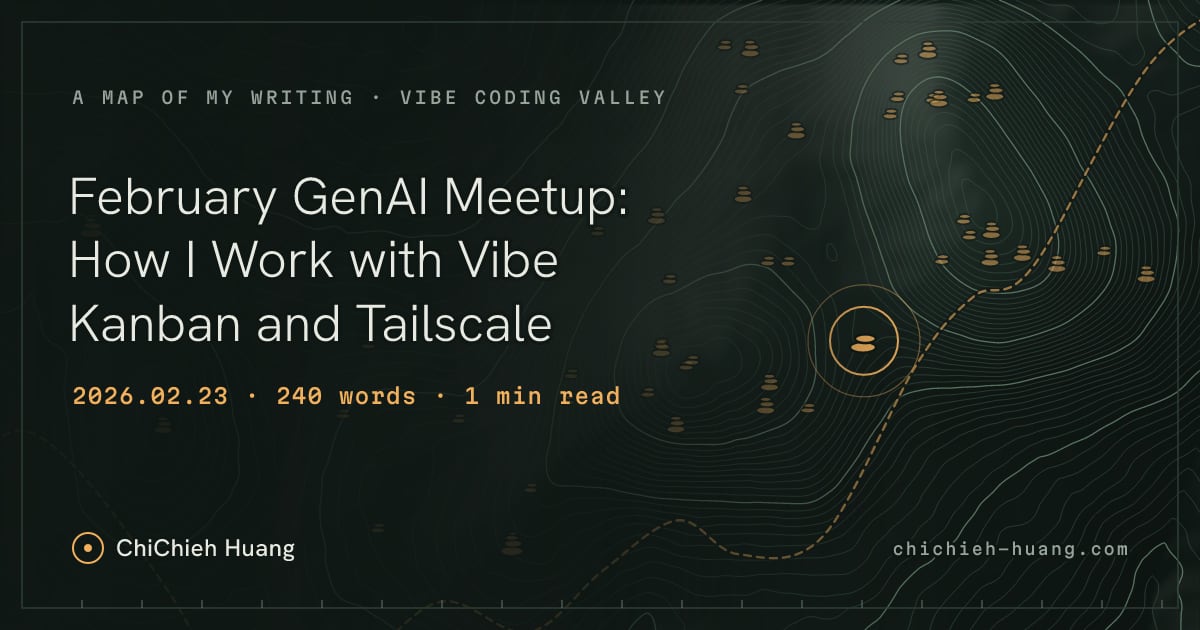 A MAP OF MY WRITING · VIBE CODING VALLEY
February GenAI Meetup:
How I Work with Vibe
Kanban and Tailscale
2026.02.23 · 240 words · 1 min read
ChiChieh Huang
chichieh-huang.com